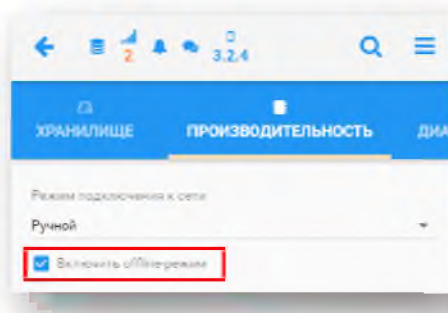 2
3.2.4
ХРАНИЛИЩЕ ПРОИЗВОДИТЕЛЬНОСТЬ ДИА
Режим подключения к сети
Ручной
Включить offline-режим